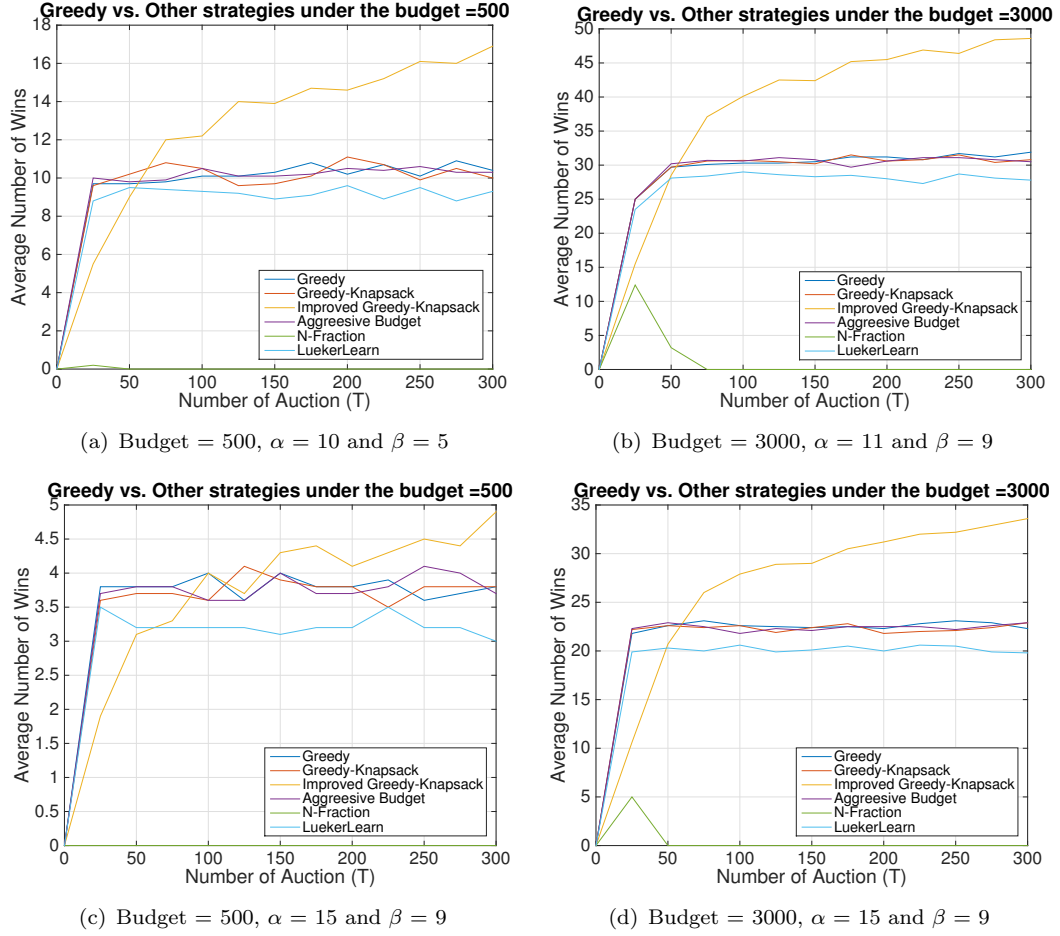 Greedy vs. Other strategies under the budget =500
18
16
14
12
10
8
6
4
2
0
Average Number of Wins
0 50 100 150 200 250 300
Number of Auction (T)
Greedy
Greedy-Knapsack
Improved Greedy-Knapsack
Aggreesive Budget
N-Fraction
LuekerLearn
(a) Budget = 500, α = 10 and β = 5
Greedy vs. Other strategies under the budget =3000
50
45
40
35
30
25
20
15
10
5
0
Average Number of Wins
0 50 100 150 200 250 300
Number of Auction (T)
Greedy
Greedy-Knapsack
Improved Greedy-Knapsack
Aggreesive Budget
N-Fraction
LuekerLearn
(b) Budget = 3000, α = 11 and β = 9
Greedy vs. Other strategies under the budget =500
5
4.5
4
3.5
3
2.5
2
1.5
1
0.5
0
Average Number of Wins
0 50 100 150 200 250 300
Number of Auction (T)
Greedy
Greedy-Knapsack
Improved Greedy-Knapsack
Aggreesive Budget
N-Fraction
LuekerLearn
(c) Budget = 500, α = 15 and β = 9
Greedy vs. Other strategies under the budget =3000
35
30
25
20
15
10
5
0
Average Number of Wins
0 50 100 150 200 250 300
Number of Auction (T)
Greedy
Greedy-Knapsack
Improved Greedy-Knapsack
Aggreesive Budget
N-Fraction
LuekerLearn
(d) Budget = 3000, α = 15 and β = 9